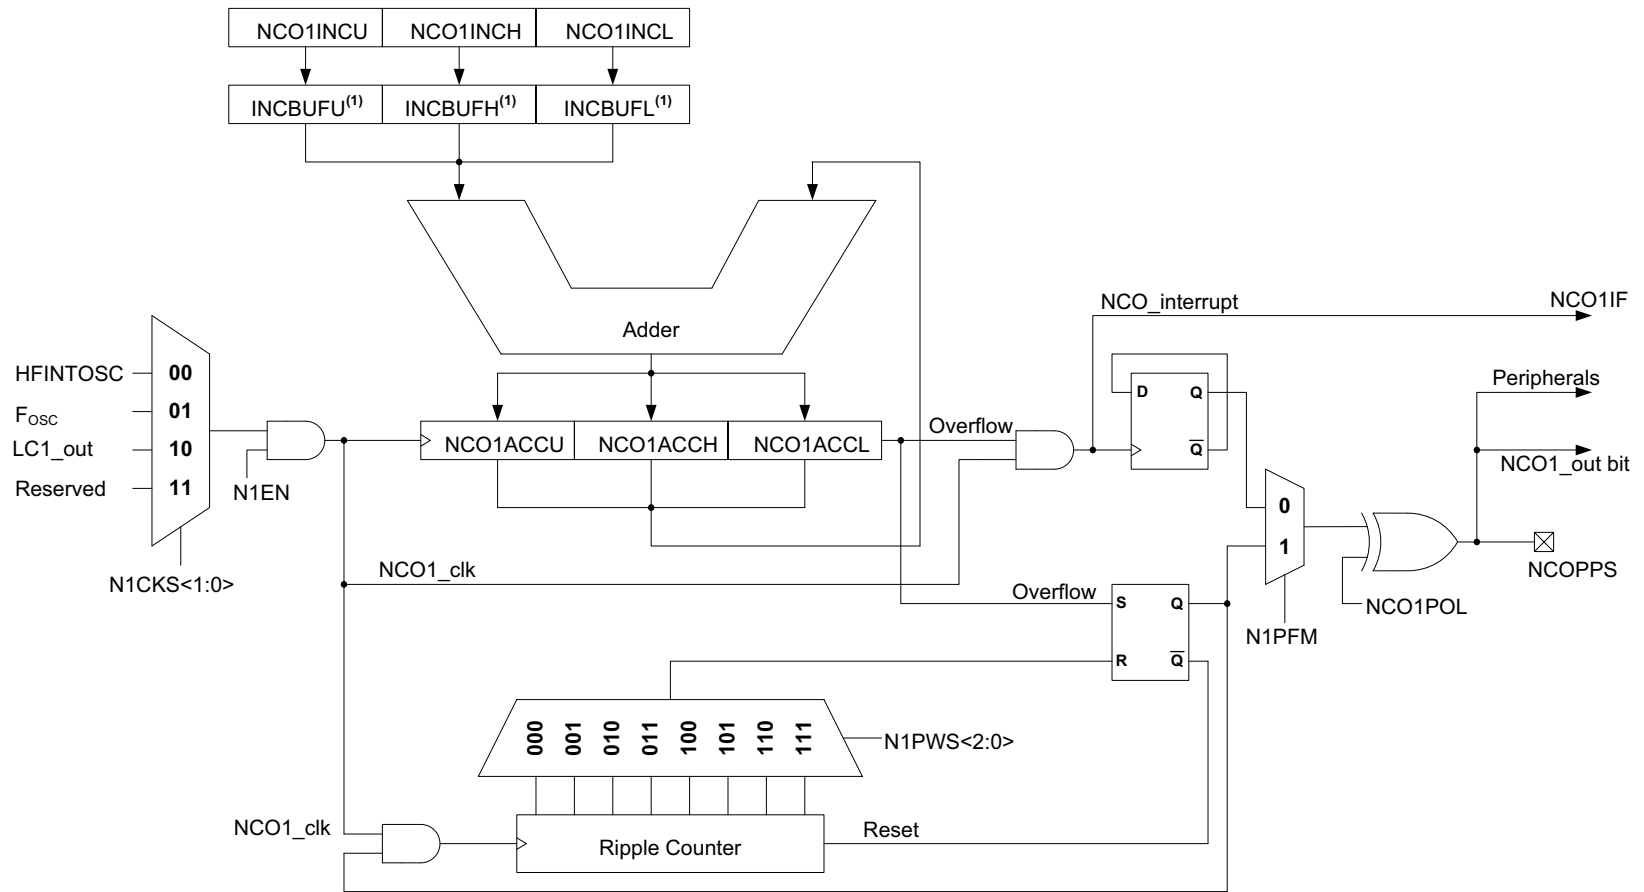 NCO1INCU NCO1INCH NCO1INCL
INCBUFU(1) INCBUFH(1) INCBUFL(1)
Adder
NCO_interrupt
NCO1IF
HFINTOSC
FOSC
LC1_out
Reserved
00
01
10
11
N1CKS<1:0>
N1EN
NCO1ACCU NCO1ACCH NCO1ACCL
Overflow
D Q
Q
Peripherals
NCO1_out bit
NCOPPS
0
1
NCO1POL
N1PFM
NCO1_clk
Overflow
S Q
R Q
000 001 010 011 100 101 110 111
N1PWS<2:0>
NCO1_clk
Ripple Counter
Reset